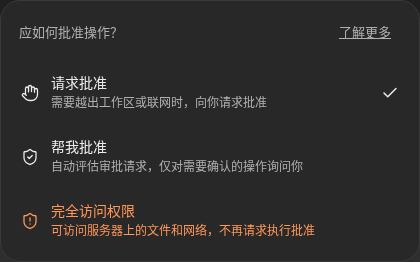 应如何批准操作？
了解更多
请求批准
需要越出工作区或联网时，向你请求批准
帮我批准
自动评估审批请求，仅对需要确认的操作询问你
完全访问权限
可访问服务器上的文件和网络，不再请求执行批准